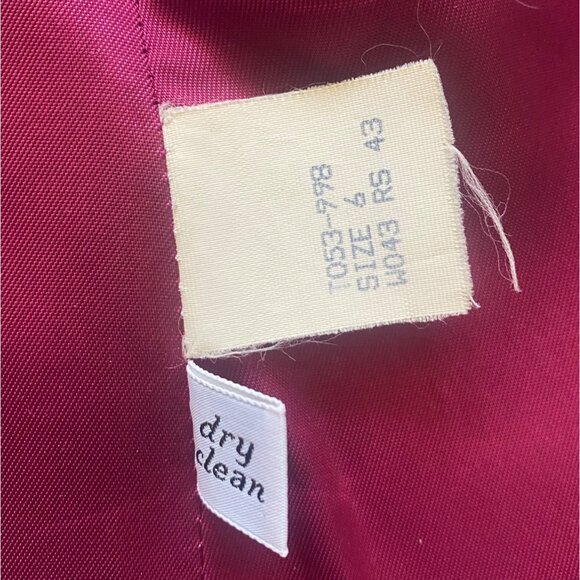 T053-998
SIZE 6
W043 RS 43
dry
clean